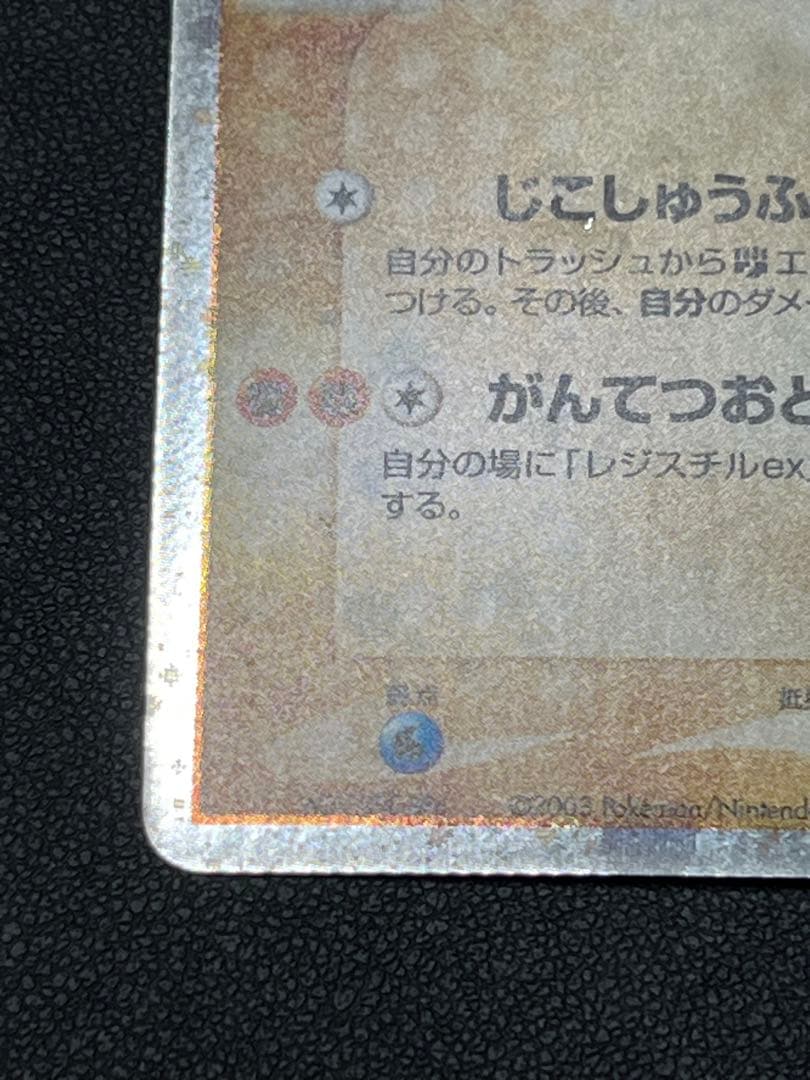 じこしゅうふ
自分のトラッシュから闘エ
つける。その後、自分のダメ
がんてつおと
自分の場に「レジスチルex」
する。
弱点
©2003 Pokémon/Nintend